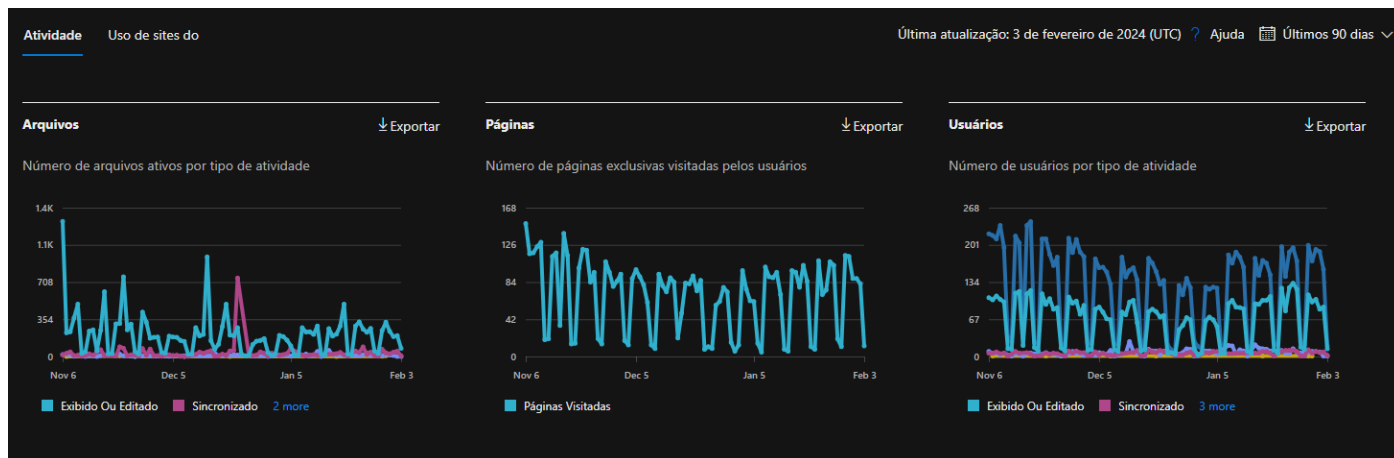 Atividade Uso de sites do Última atualização: 3 de fevereiro de 2024 (UTC) ? Ajuda Últimos 90 dias
Arquivos Exportar
Número de arquivos ativos por tipo de atividade
1.4K
1.1K
708
354
0
Nov 6 Dec 5 Jan 5 Feb 3
Exibido Ou Editado Sincronizado 2 more
Páginas Exportar
Número de páginas exclusivas visitadas pelos usuários
168
126
84
42
0
Nov 6 Dec 5 Jan 5 Feb 3
Páginas Visitadas
Usuários Exportar
Número de usuários por tipo de atividade
268
201
134
67
0
Nov 6 Dec 5 Jan 5 Feb 3
Exibido Ou Editado Sincronizado 3 more